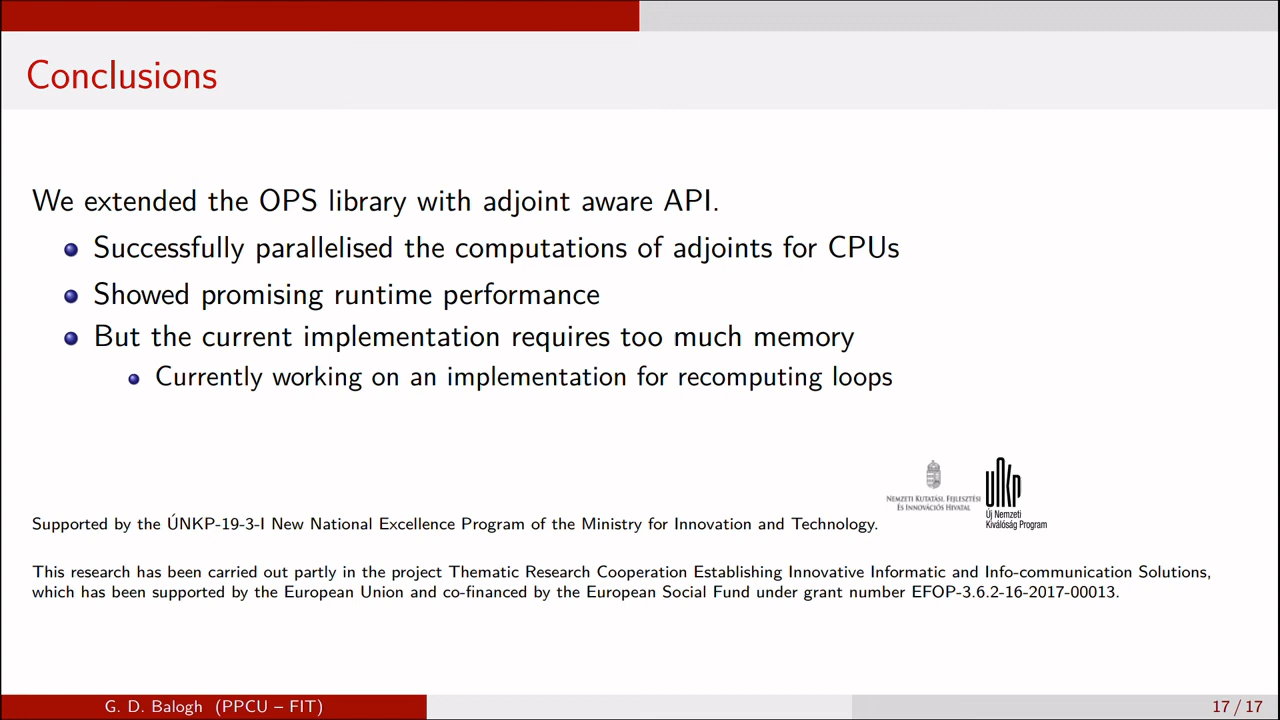 Conclusions
We extended the OPS library with adjoint aware API.
Successfully parallelised the computations of adjoints for CPUs
Showed promising runtime performance
But the current implementation requires too much memory
Currently working on an implementation for recomputing loops
NEMZETI KUTATÁSI, FEJLESZTÉSI
ÉS INNOVÁCIÓS HIVATAL
ÚNKP
Új Nemzeti
Kiválóság Program
Supported by the ÚNKP-19-3-I New National Excellence Program of the Ministry for Innovation and Technology.
This research has been carried out partly in the project Thematic Research Cooperation Establishing Innovative Informatic and Info-communication Solutions,
which has been supported by the European Union and co-financed by the European Social Fund under grant number EFOP-3.6.2-16-2017-00013.
G. D. Balogh (PPCU – FIT)
17 / 17